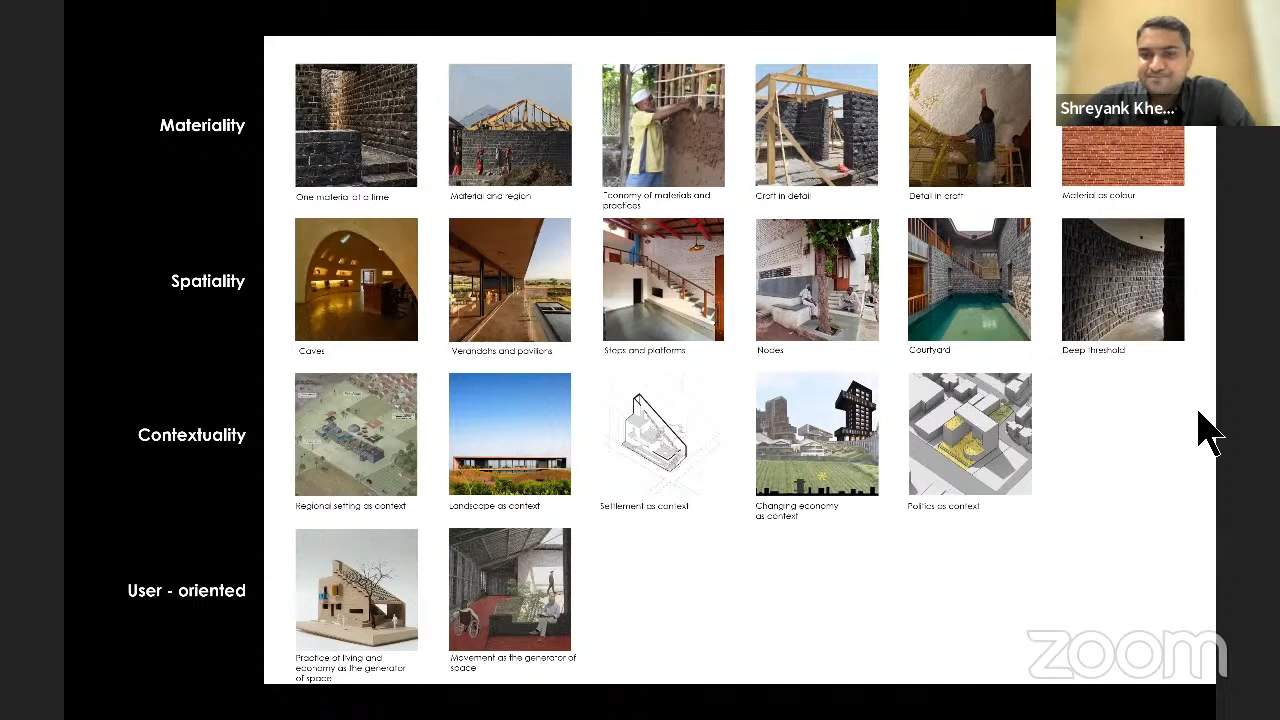 Shreyank Khe...
Materiality
One material at a time
Material and region
Economy of materials and
practices
Craft in detail
Detail in craft
Material as colour
Spatiality
Caves
Verandahs and pavilions
Steps and platforms
Nodes
Courtyard
Deep threshold
Contextuality
Regional setting as context
Landscape as context
Settlement as context
Changing economy
as context
Politics as context
User - oriented
Practice of living and
economy as the generator
of space
Movement as the generator of
space
zoom